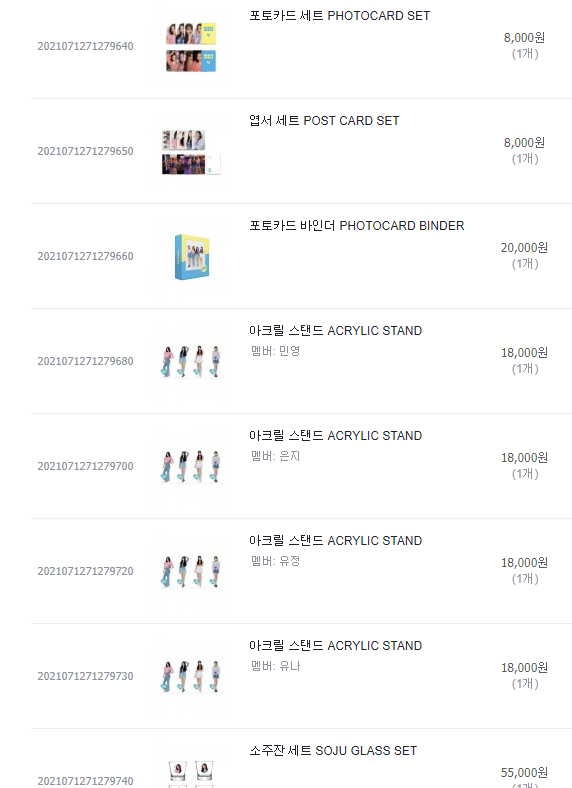 포토카드 세트 PHOTOCARD SET
2021071271279640
8,000원
(1개)
엽서 세트 POST CARD SET
2021071271279650
8,000원
(1개)
포토카드 바인더 PHOTOCARD BINDER
2021071271279660
20,000원
(1개)
아크릴 스탠드 ACRYLIC STAND
멤버: 민영
2021071271279680
18,000원
(1개)
아크릴 스탠드 ACRYLIC STAND
멤버: 은지
2021071271279700
18,000원
(1개)
아크릴 스탠드 ACRYLIC STAND
멤버: 유정
2021071271279720
18,000원
(1개)
아크릴 스탠드 ACRYLIC STAND
멤버: 유나
2021071271279730
18,000원
(1개)
소주잔 세트 SOJU GLASS SET
2021071271279740
55,000원
(1개)